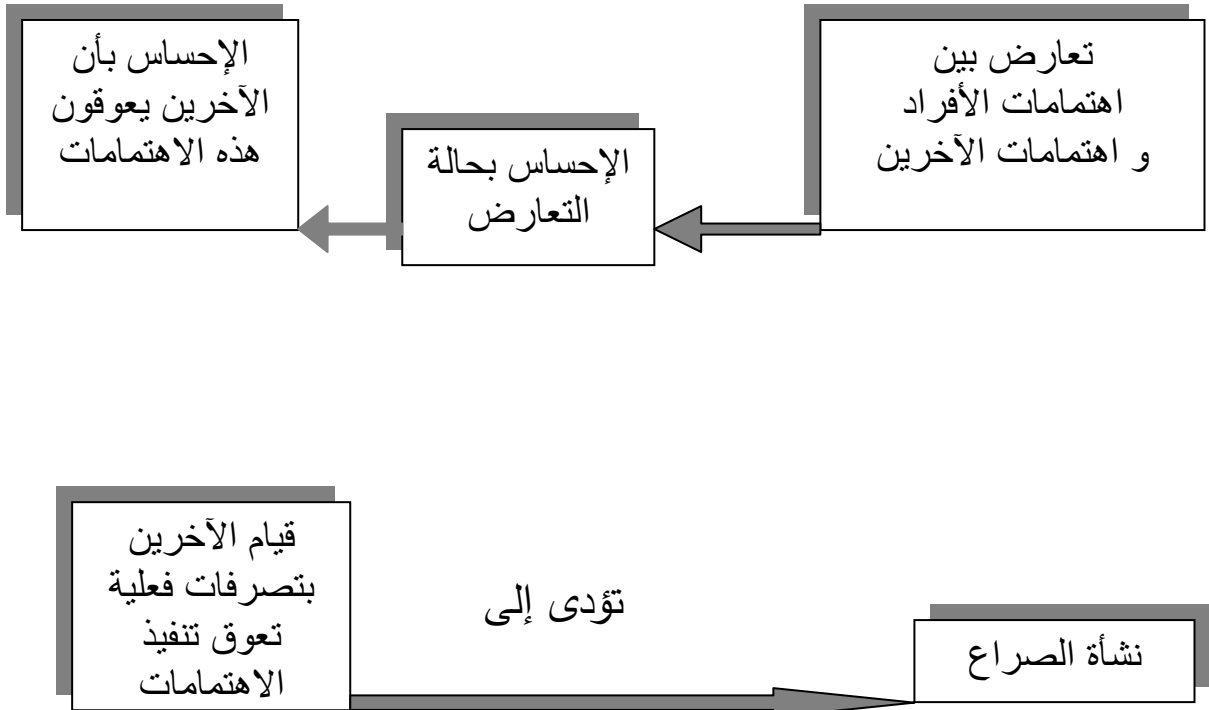 تعارض بين
اهتمامات الأفراد
و اهتمامات الآخرين
الإحساس بحالة
التعارض
الإحساس بأن
الآخرين يعوقون
هذه الاهتمامات
قيام الآخرين
بتصرفات فعلية
تعوق تنفيذ
الاهتمامات
تؤدى إلى
نشأة الصراع